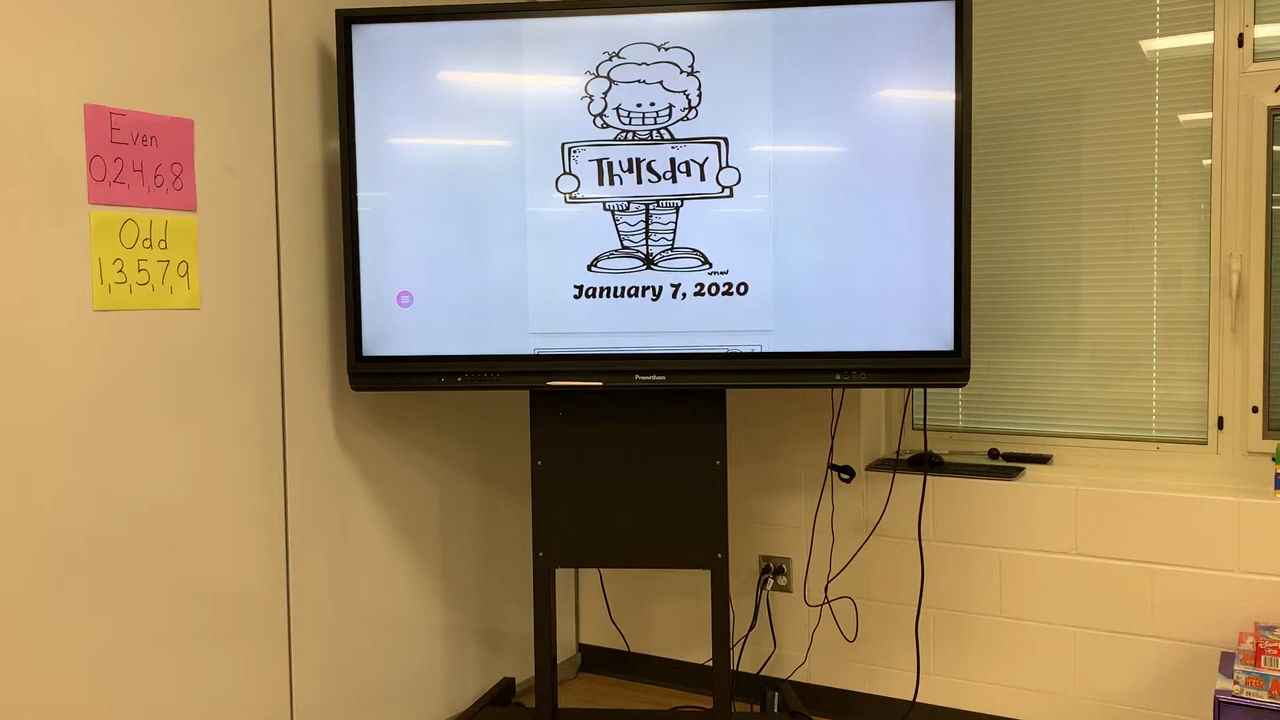 Even
0,2,4,6,8
Odd
1,3,5,7,9
Thursday
January 7, 2020
Promethean